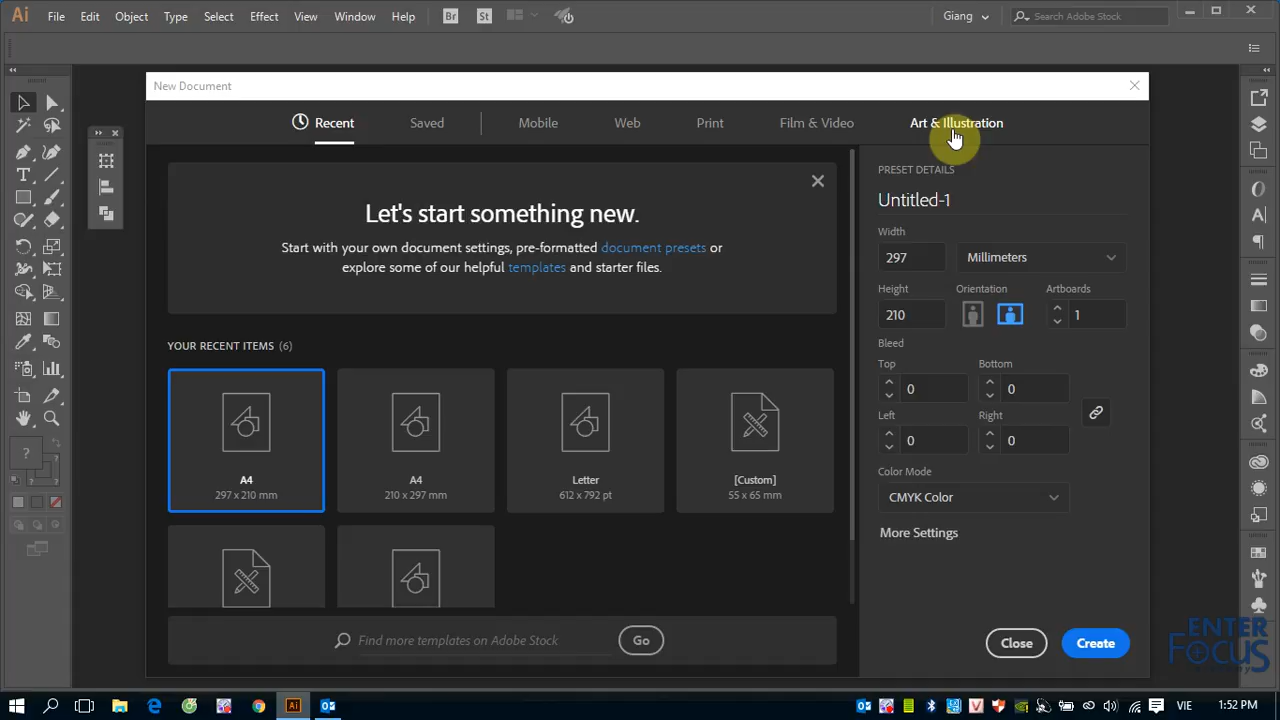 Ai File Edit Object Type Select Effect View Window Help Br St Giang Search Adobe Stock
New Document
Recent Saved Mobile Web Print Film & Video Art & Illustration
Let's start something new.
Start with your own document settings, pre-formatted document presets or
explore some of our helpful templates and starter files.
YOUR RECENT ITEMS (6)
A4
297 x 210 mm
A4
210 x 297 mm
Letter
612 x 792 pt
[Custom]
55 x 65 mm
Find more templates on Adobe Stock Go
PRESET DETAILS
Untitled-1
Width
297 Millimeters
Height Orientation Artboards
210 1
Bleed
Top Bottom
0 0
Left Right
0 0
Color Mode
CMYK Color
More Settings
Close Create
ENTER
FOCUS
VIE 1:52 PM